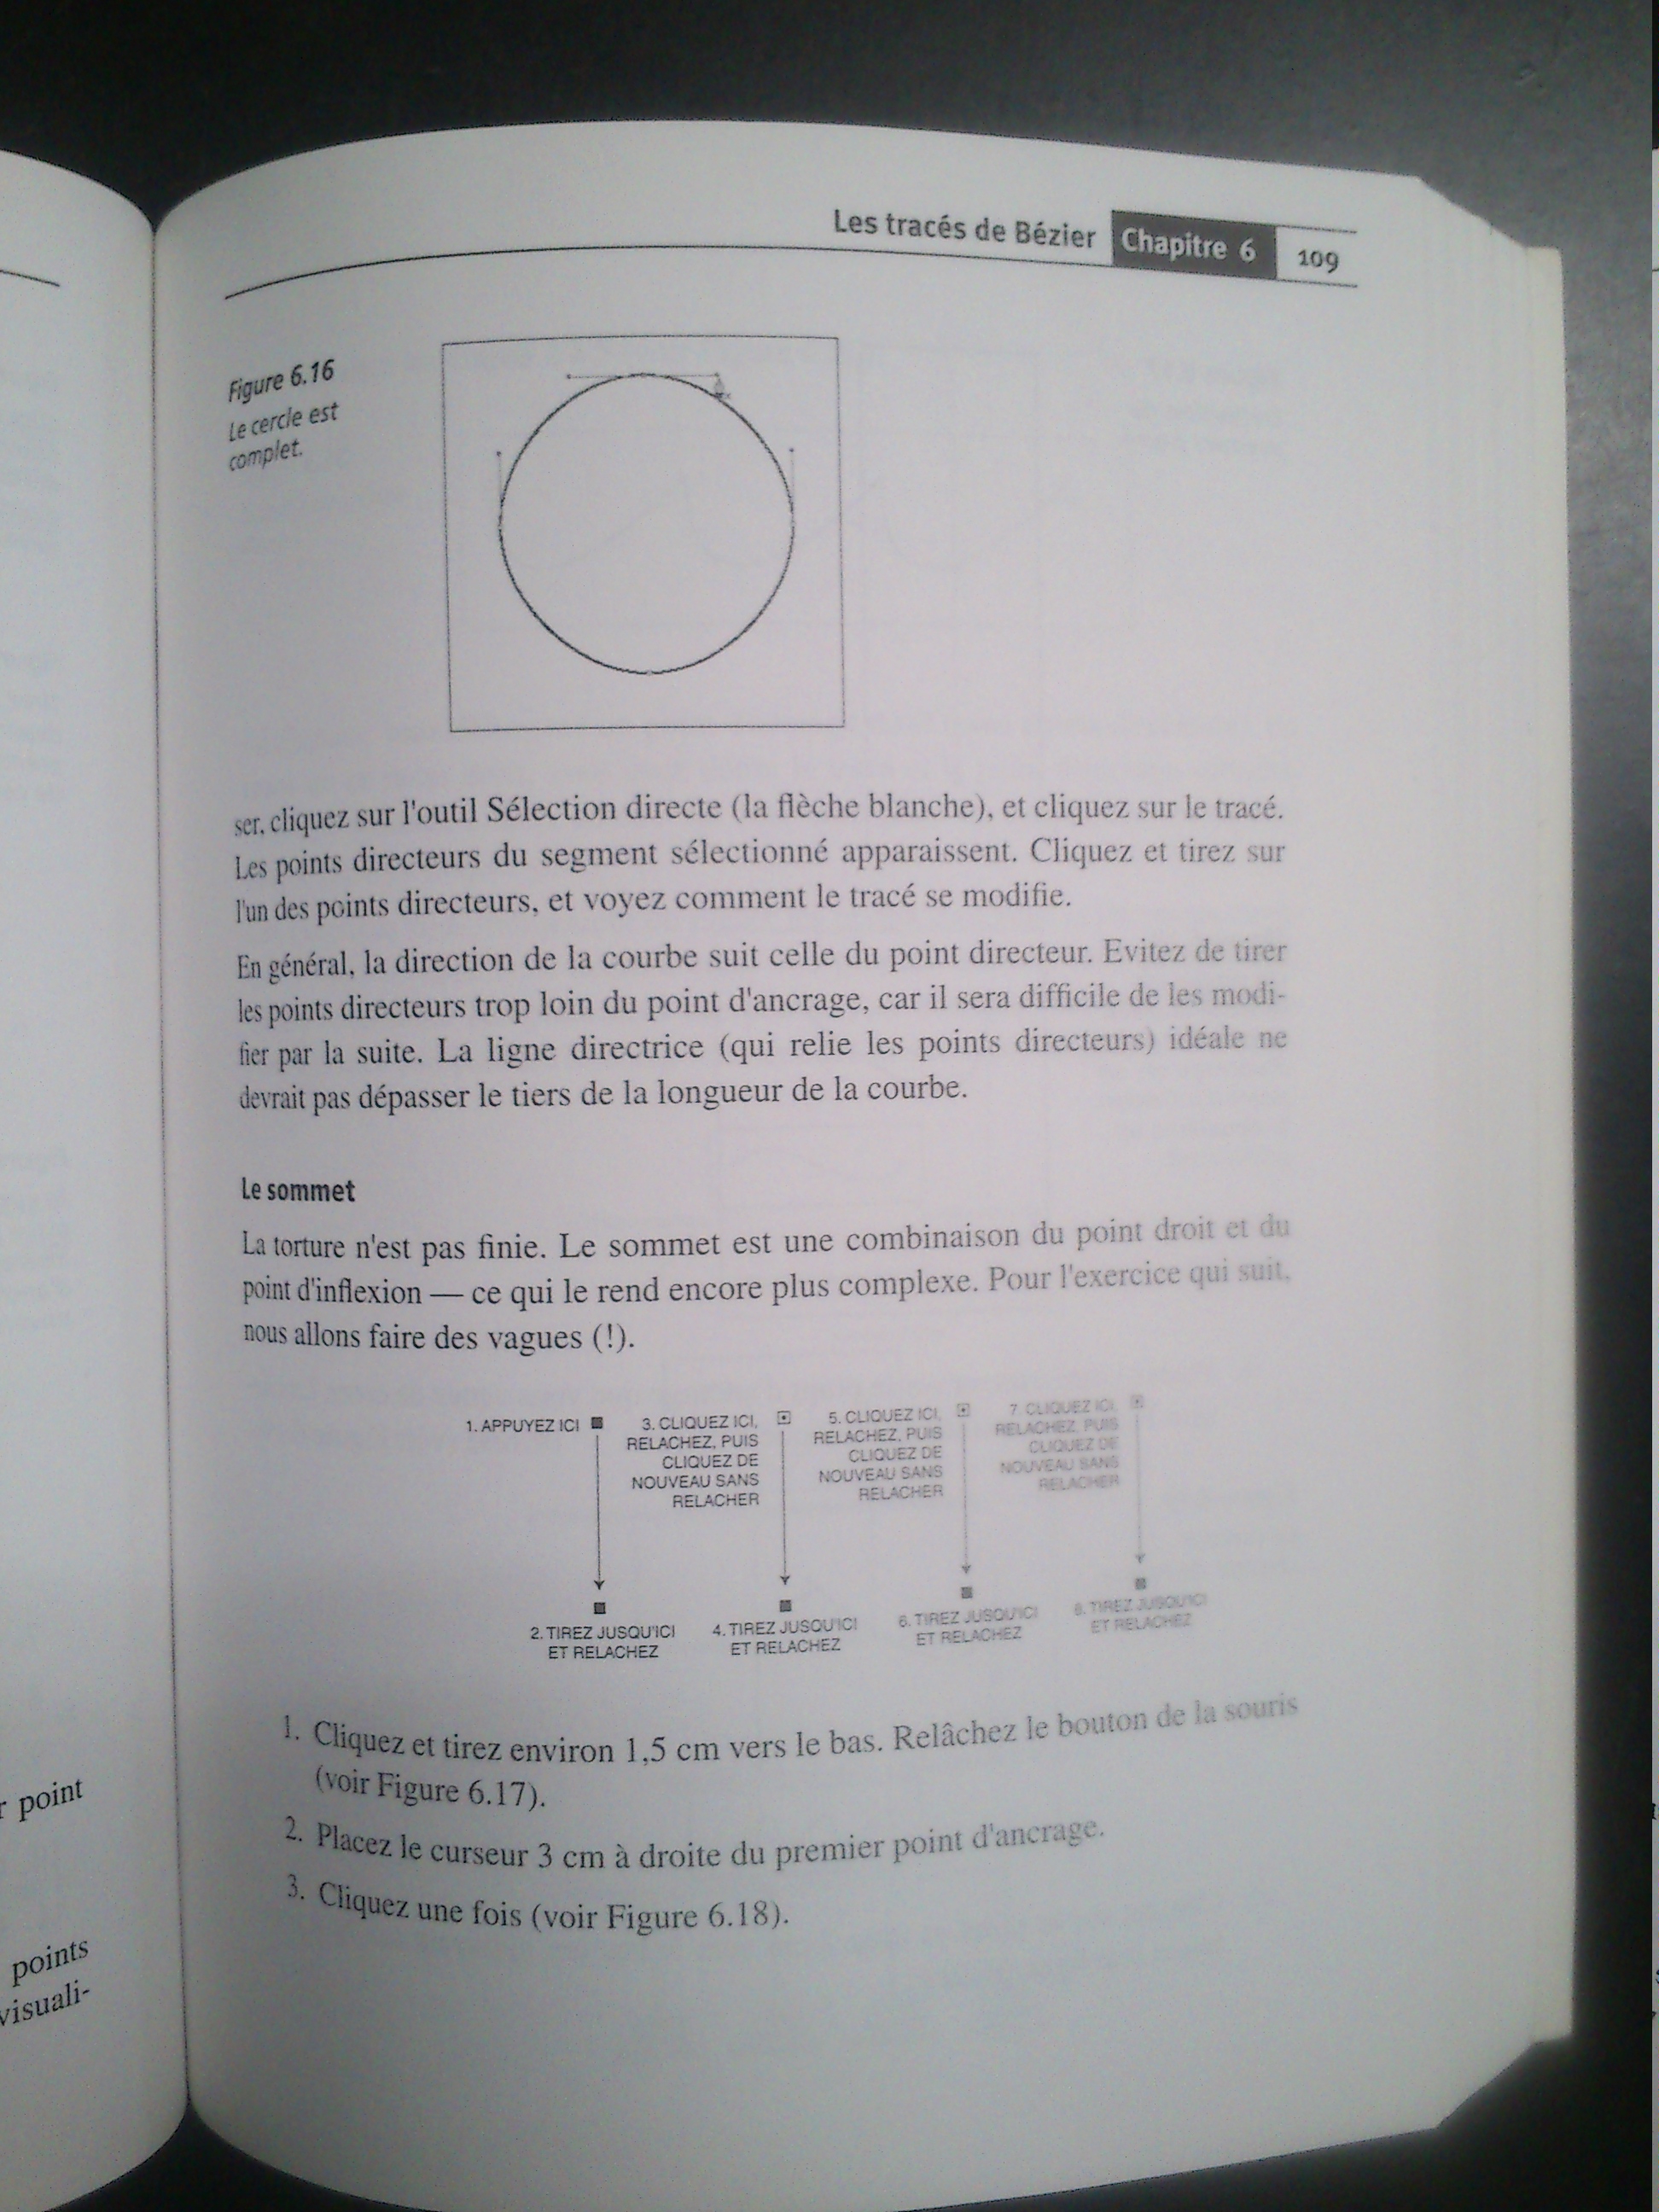 Les tracés de Bézier Chapitre 6 109
Figure 6.16
Le cercle est
complet.
ser, cliquez sur l'outil Sélection directe (la flèche blanche), et cliquez sur le tracé.
Les points directeurs du segment sélectionné apparaissent. Cliquez et tirez sur
l'un des points directeurs, et voyez comment le tracé se modifie.
En général, la direction de la courbe suit celle du point directeur. Evitez de tirer
les points directeurs trop loin du point d'ancrage, car il sera difficile de les modi-
fier par la suite. La ligne directrice (qui relie les points directeurs) idéale ne
devrait pas dépasser le tiers de la longueur de la courbe.
Le sommet
La torture n'est pas finie. Le sommet est une combinaison du point droit et du
point d'inflexion — ce qui le rend encore plus complexe. Pour l'exercice qui suit,
nous allons faire des vagues (!).
1. APPUYEZ ICI
3. CLIQUEZ ICI,
RELACHEZ, PUIS
CLIQUEZ DE
NOUVEAU SANS
RELACHER
5. CLIQUEZ ICI,
RELACHEZ, PUIS
CLIQUEZ DE
NOUVEAU SANS
RELACHER
7. CLIQUEZ ICI,
RELACHEZ, PUIS
CLIQUEZ DE
NOUVEAU SANS
RELACHER
2. TIREZ JUSQU'ICI
ET RELACHEZ
4. TIREZ JUSQU'ICI
ET RELACHEZ
6. TIREZ JUSQU'ICI
ET RELACHEZ
8. TIREZ JUSQU'ICI
ET RELACHEZ
1. Cliquez et tirez environ 1,5 cm vers le bas. Relâchez le bouton de la souris
(voir Figure 6.17).
2. Placez le curseur 3 cm à droite du premier point d'ancrage.
3. Cliquez une fois (voir Figure 6.18).
r point
points
visuali-